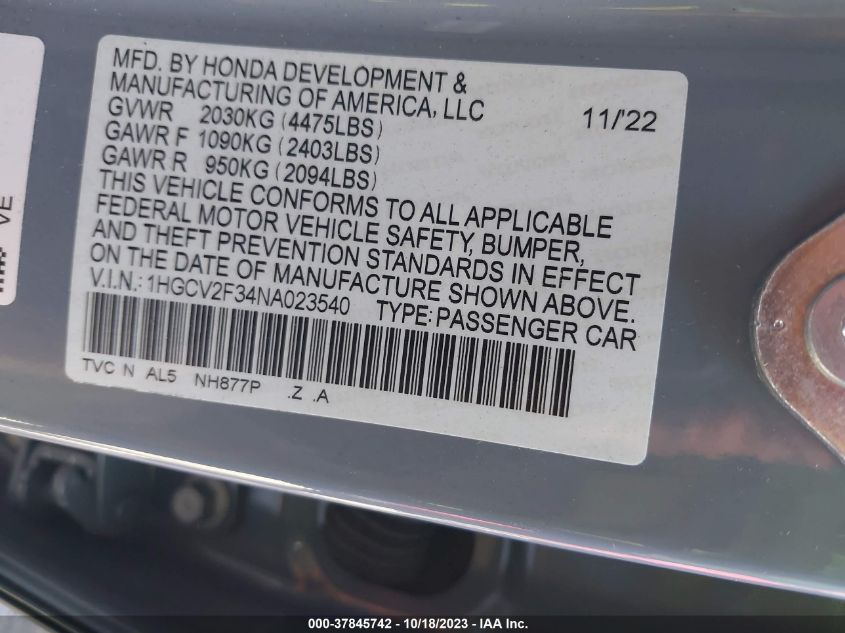 MFD. BY HONDA DEVELOPMENT &
MANUFACTURING OF AMERICA, LLC
GVWR 2030KG (4475LBS) 11/'22
GAWR F 1090KG (2403LBS)
GAWR R 950KG (2094LBS)
THIS VEHICLE CONFORMS TO ALL APPLICABLE
FEDERAL MOTOR VEHICLE SAFETY, BUMPER,
AND THEFT PREVENTION STANDARDS IN EFFECT
ON THE DATE OF MANUFACTURE SHOWN ABOVE.
V.I.N.: 1HGCV2F34NA023540 TYPE: PASSENGER CAR
TVC N AL5 NH877P .Z .A
VE
000-37845742 - 10/18/2023 - IAA Inc.